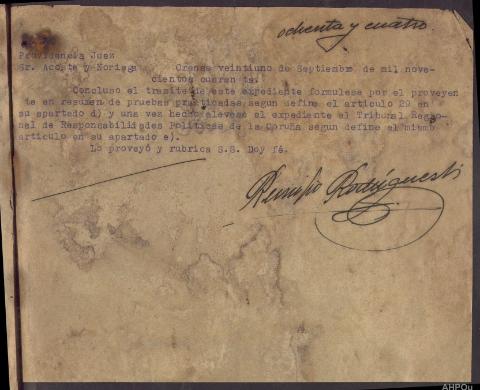 ochenta y cuatro.
Providencia Juez
Sr. Acosta y Noriega Orense veintiuno de Septiembre de mil nove-
cientos cuarenta.
Concluso el tramite de este expediente formulese por el proveyen
te en resumen de pruebas practicadas segun define el articulo 29 en
su apartado d) y una vez hecho elevese el expediente al Tribunal Regio
nal de Responsabilidades Politicas de la Coruña segun define el mismo
articulo en su apartado e).
Lo proveyó y rubrica S.S. Doy fé.
Remigio Rodriguez
AHPOu